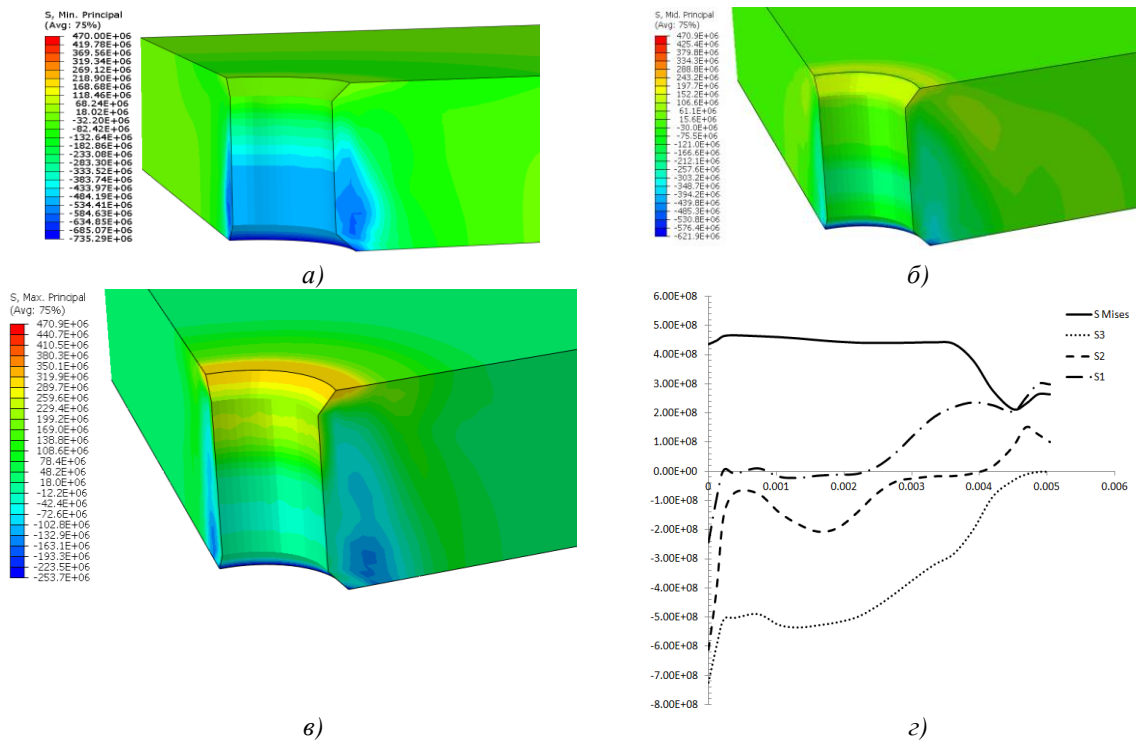 S, Min. Principal
(Avg: 75%)
470.00E+06
419.78E+06
369.56E+06
319.34E+06
269.12E+06
218.90E+06
168.68E+06
118.46E+06
68.24E+06
18.02E+06
-32.20E+06
-82.42E+06
-132.64E+06
-182.86E+06
-233.08E+06
-283.30E+06
-333.52E+06
-383.74E+06
-433.97E+06
-484.19E+06
-534.41E+06
-584.63E+06
-634.85E+06
-685.07E+06
-735.29E+06
а)
S, Mid. Principal
(Avg: 75%)
470.9E+06
425.4E+06
379.8E+06
334.3E+06
288.8E+06
243.2E+06
197.7E+06
152.2E+06
106.6E+06
61.1E+06
15.6E+06
-30.0E+06
-75.5E+06
-121.0E+06
-166.6E+06
-212.1E+06
-257.6E+06
-303.2E+06
-348.7E+06
-394.2E+06
-439.8E+06
-485.3E+06
-530.8E+06
-576.4E+06
-621.9E+06
б)
S, Max. Principal
(Avg: 75%)
470.9E+06
440.7E+06
410.5E+06
380.3E+06
350.1E+06
319.9E+06
289.7E+06
259.6E+06
229.4E+06
199.2E+06
169.0E+06
138.8E+06
108.6E+06
78.4E+06
48.2E+06
18.0E+06
-12.2E+06
-42.4E+06
-72.6E+06
-102.8E+06
-132.9E+06
-163.1E+06
-193.3E+06
-223.5E+06
-253.7E+06
в)
6.00E+08
5.00E+08
4.00E+08
3.00E+08
2.00E+08
1.00E+08
0.00E+00
-1.00E+08
-2.00E+08
-3.00E+08
-4.00E+08
-5.00E+08
-6.00E+08
-7.00E+08
-8.00E+08
0 0.001 0.002 0.003 0.004 0.005 0.006
S Mises
S3
S2
S1
г)